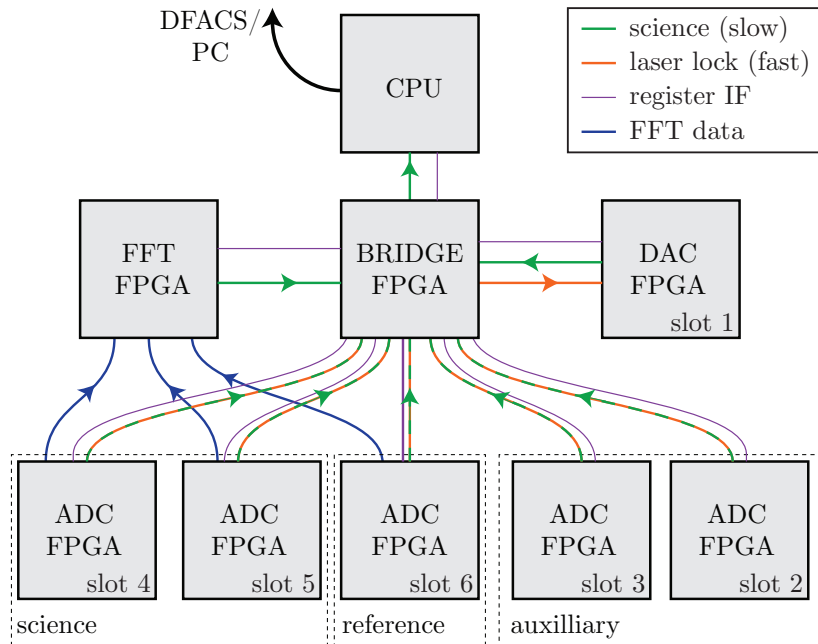 DFACS/
PC
CPU
science (slow)
laser lock (fast)
register IF
FFT data
FFT
FPGA
BRIDGE
FPGA
DAC
FPGA
slot 1
ADC
FPGA
slot 4
ADC
FPGA
slot 5
ADC
FPGA
slot 6
ADC
FPGA
slot 3
ADC
FPGA
slot 2
science
reference
auxilliary